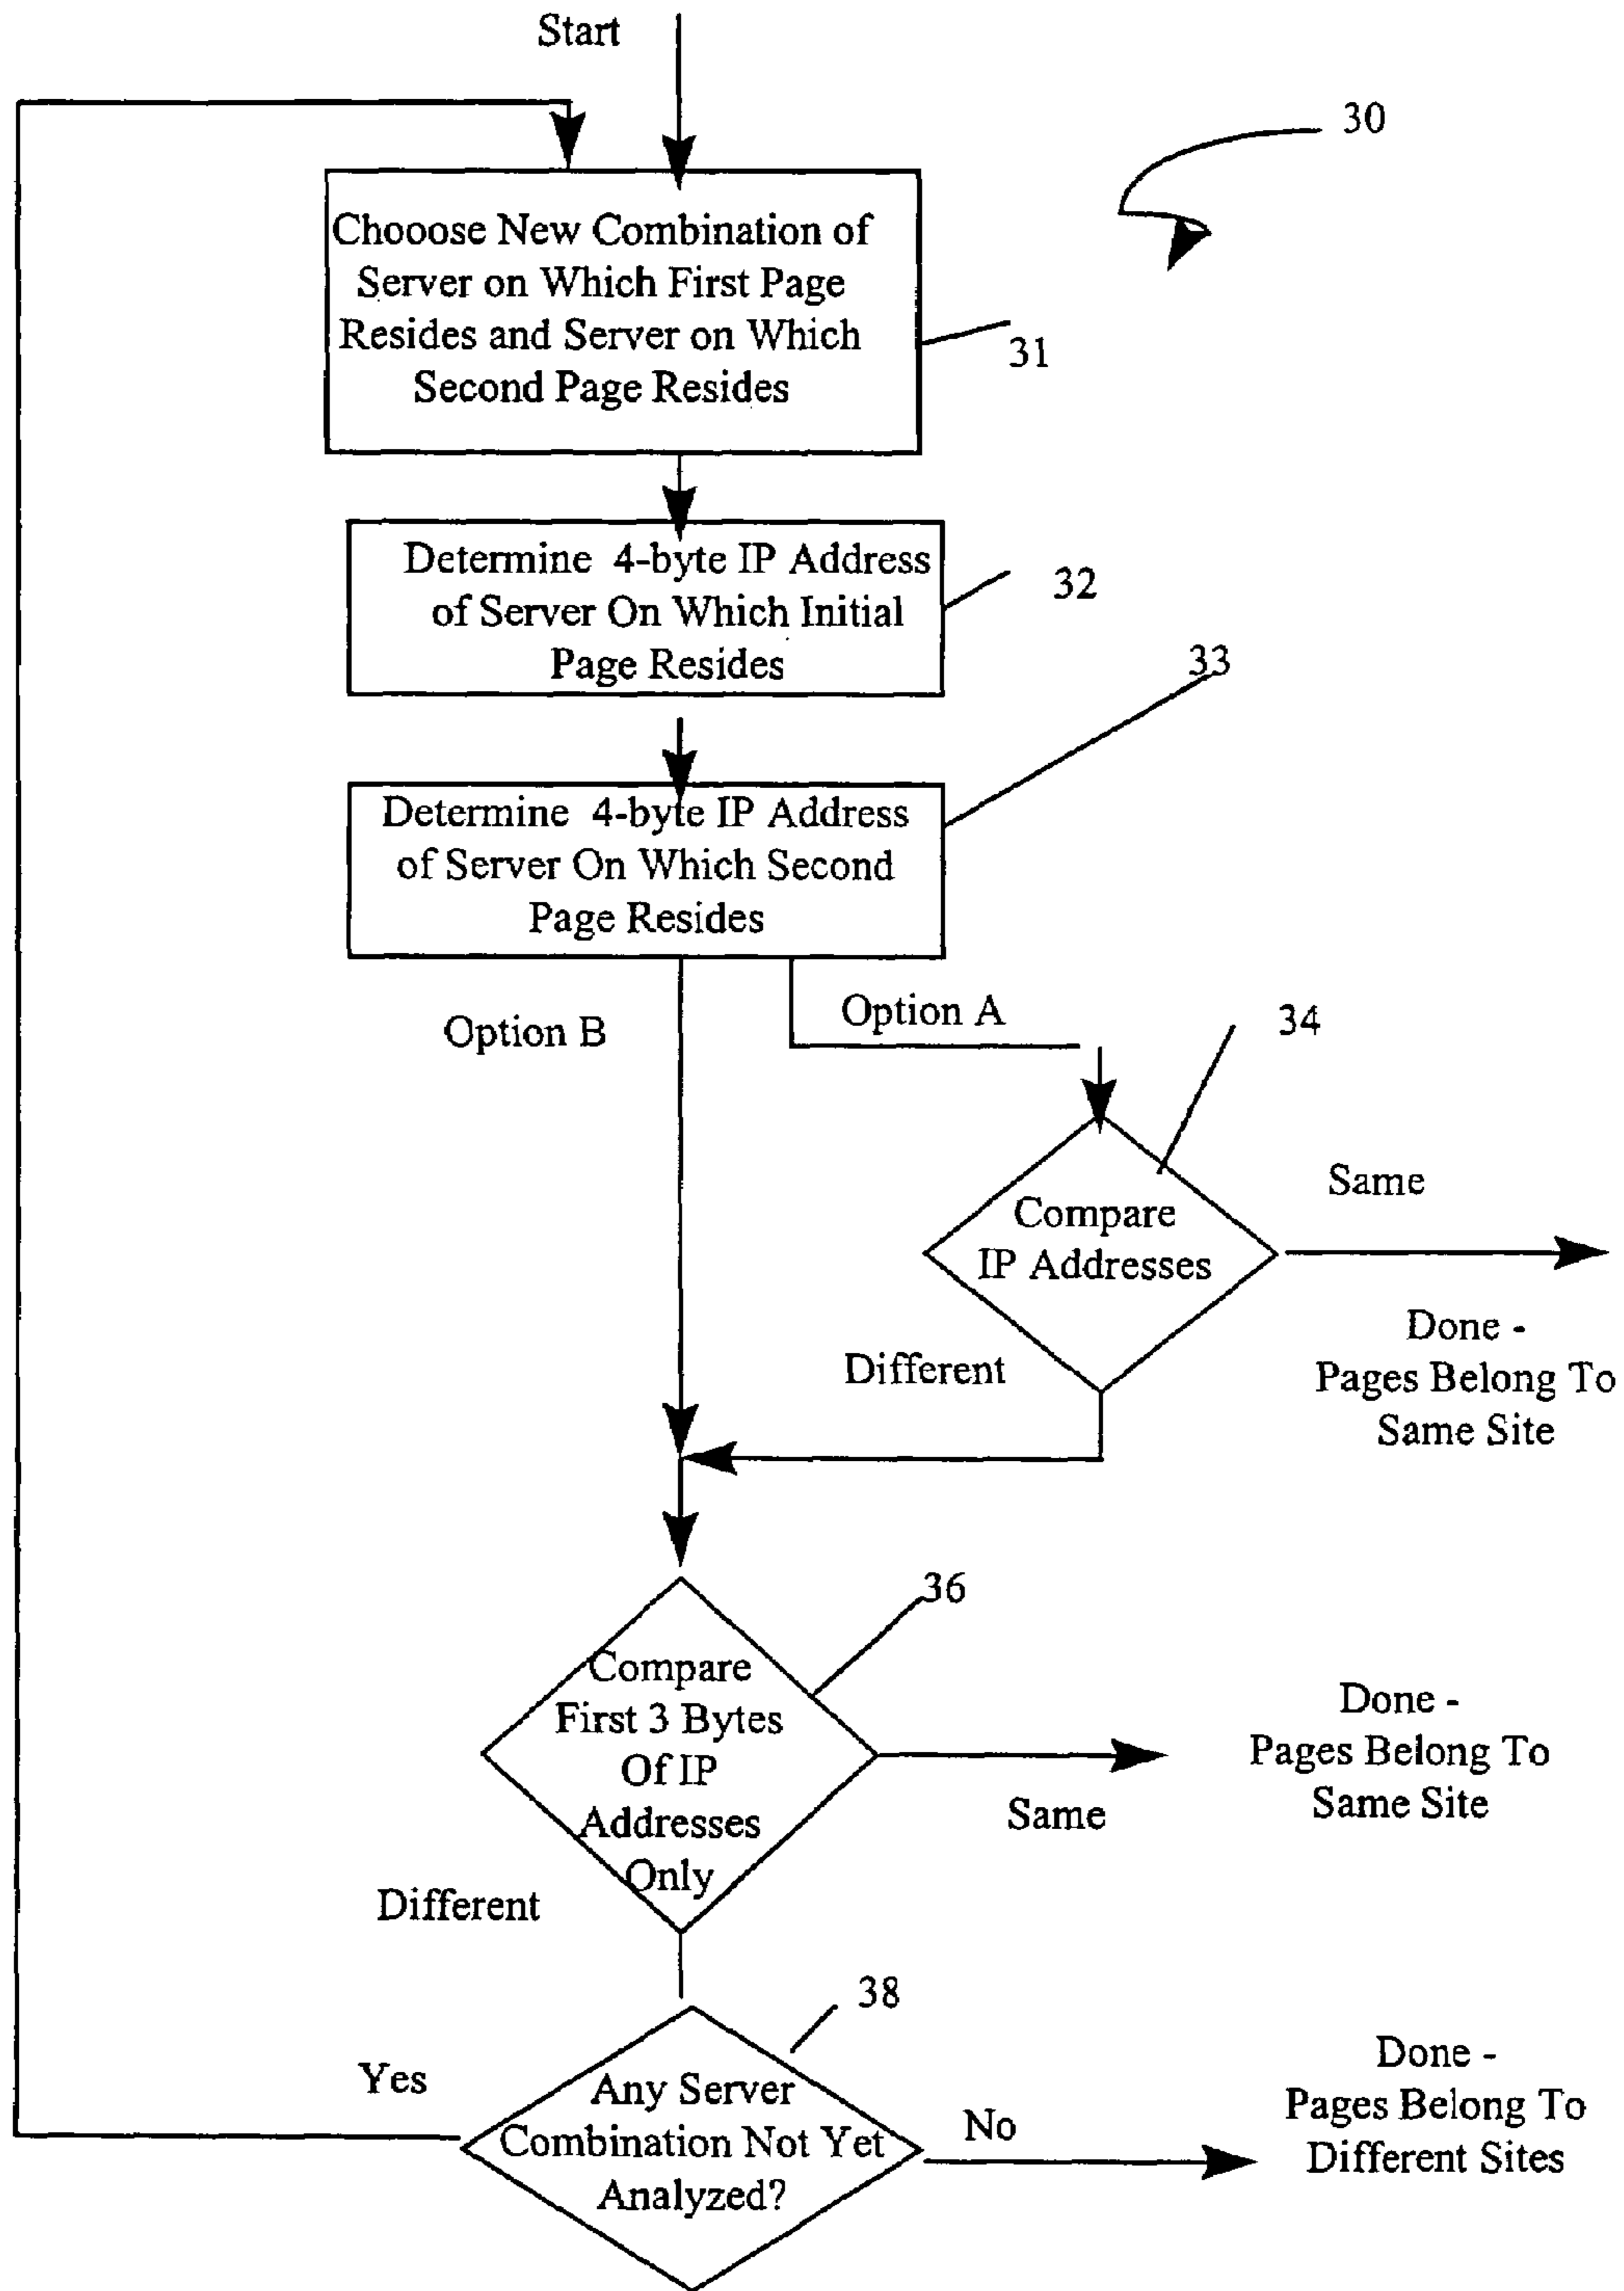 Start
30
Chooose New Combination of
Server on Which First Page
Resides and Server on Which
Second Page Resides
31
Determine 4-byte IP Address
of Server On Which Initial
Page Resides
32
33
Determine 4-byte IP Address
of Server On Which Second
Page Resides
Option B
Option A
34
Compare
IP Addresses
Same
Done -
Pages Belong To
Same Site
Different
36
Compare
First 3 Bytes
Of IP
Addresses
Only
Same
Done -
Pages Belong To
Same Site
Different
38
Any Server
Combination Not Yet
Analyzed?
Yes
No
Done -
Pages Belong To
Different Sites